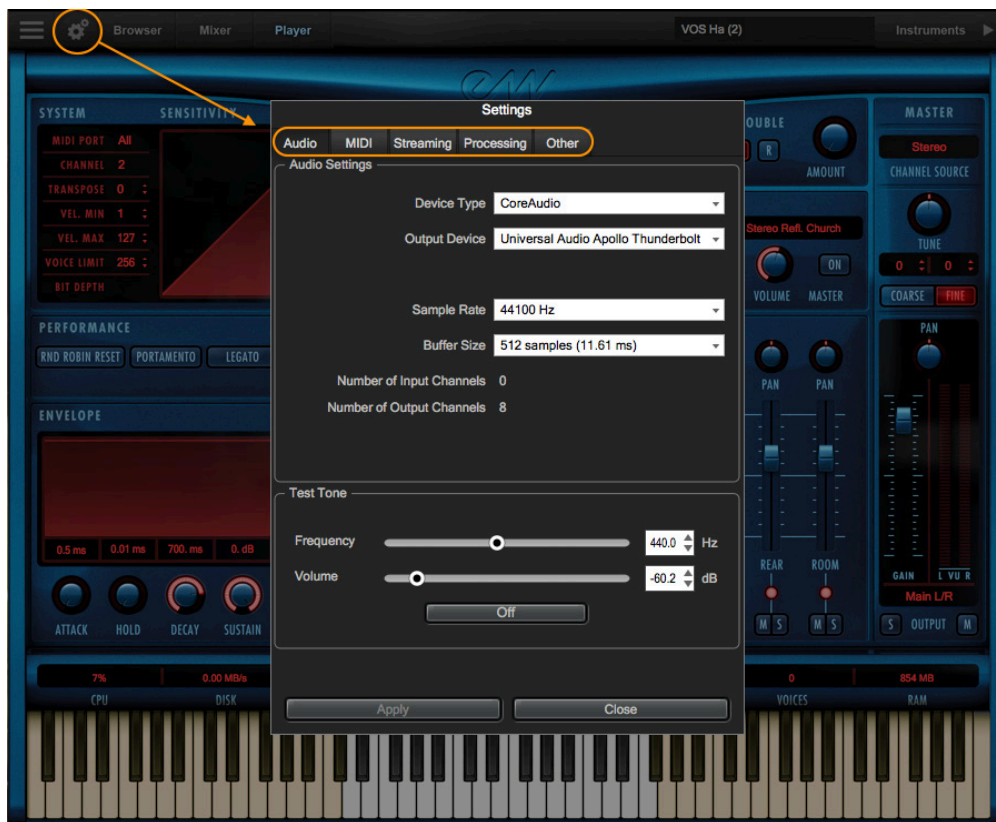 Browser Mixer Player VOS Ha (2) Instruments
SYSTEM SENSITIVITY
MIDI PORT All
CHANNEL 2
TRANSPOSE 0
VEL. MIN 1
VEL. MAX 127
VOICE LIMIT 256
BIT DEPTH
PERFORMANCE
RND ROBIN RESET PORTAMENTO LEGATO
ENVELOPE
0.5 ms 0.01 ms 700. ms 0. dB
ATTACK HOLD DECAY SUSTAIN
Settings
Audio MIDI Streaming Processing Other
Audio Settings
Device Type CoreAudio
Output Device Universal Audio Apollo Thunderbolt
Sample Rate 44100 Hz
Buffer Size 512 samples (11.61 ms)
Number of Input Channels 0
Number of Output Channels 8
Test Tone
Frequency 440.0 Hz
Volume -60.2 dB
Off
Apply Close
R
AMOUNT
Stereo Refl. Church
ON
VOLUME MASTER
PAN PAN
REAR ROOM
M S M S
MASTER
Stereo
CHANNEL SOURCE
TUNE
0 0
COARSE FINE
PAN
GAIN L VU R
Main L/R
S OUTPUT M
7% 0.00 MB/s 0 854 MB
CPU DISK VOICES RAM